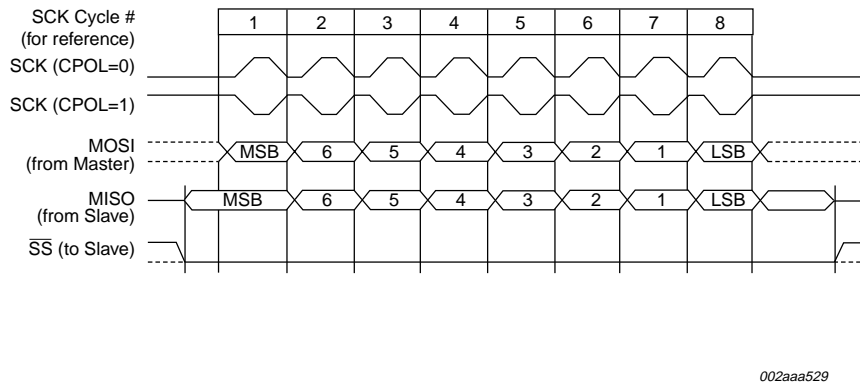 SCK Cycle # 1 2 3 4 5 6 7 8
(for reference)
SCK (CPOL=0)
SCK (CPOL=1)
MOSI MSB 6 5 4 3 2 1 LSB
(from Master)
MISO MSB 6 5 4 3 2 1 LSB
(from Slave)
S̅S̅ (to Slave)
002aaa529